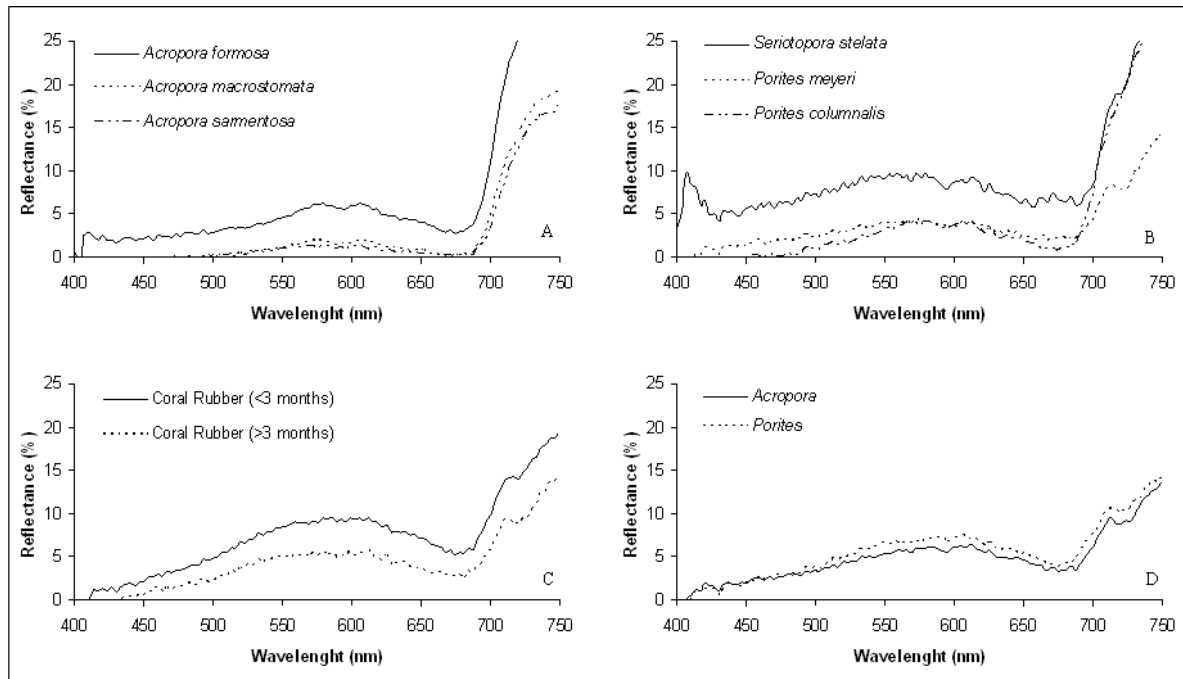 25
20
15
10
5
0
Reflectance (%)
Acropora formosa
Acropora macrostomata
Acropora sarmentosa
A
400 450 500 550 600 650 700 750
Wavelenght (nm)
25
20
15
10
5
0
Reflectance (%)
Seriotopora stelata
Porites meyeri
Porites columnalis
B
400 450 500 550 600 650 700 750
Wavelenght (nm)
25
20
15
10
5
0
Reflectance (%)
Coral Rubber (<3 months)
Coral Rubber (>3 months)
C
400 450 500 550 600 650 700 750
Wavelenght (nm)
25
20
15
10
5
0
Reflectance (%)
Acropora
Porites
D
400 450 500 550 600 650 700 750
Wavelenght (nm)